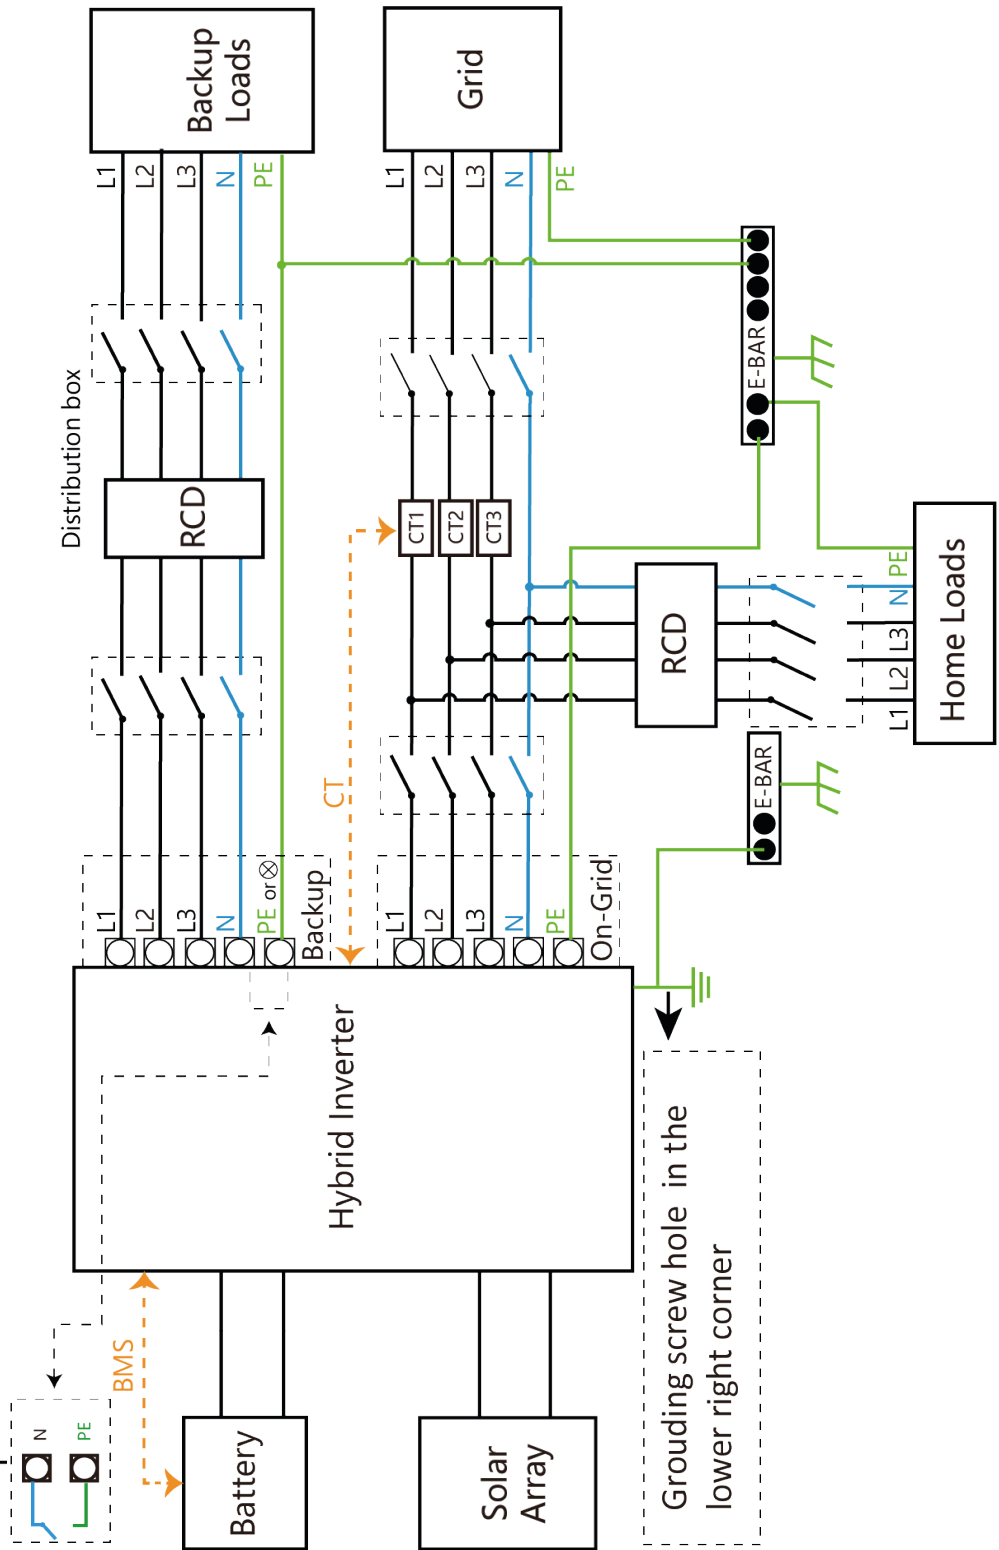 Backup
Loads
L1
L2
L3
N
PE
Grid
L1
L2
L3
N
PE
Distribution box
RCD
CT1
CT2
CT3
E-BAR
RCD
PE
N
L3
L2
L1
Home Loads
E-BAR
CT
L1
L2
L3
N
PE or
Backup
L1
L2
L3
N
PE
On-Grid
Hybrid Inverter
BMS
N
PE
Battery
Solar
Array
Grouding screw hole in the
lower right corner